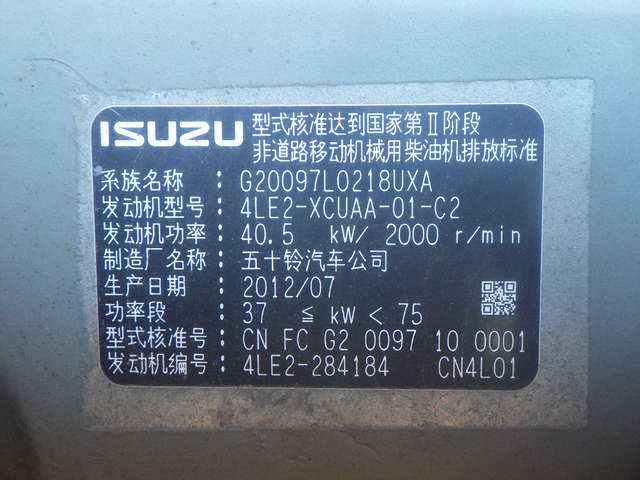 ISUZU 型式核准达到国家第Ⅱ阶段
非道路移动机械用柴油机排放标准
系族名称 : G20097L0218UXA
发动机型号: 4LE2-XCUAA-01-C2
发动机功率: 40.5 kW/ 2000 r/min
制造厂名称: 五十铃汽车公司
生产日期 : 2012/07
功率段 : 37 ≦ kW < 75
型式核准号: CN FC G2 0097 10 0001
发动机编号: 4LE2-284184 CN4L01